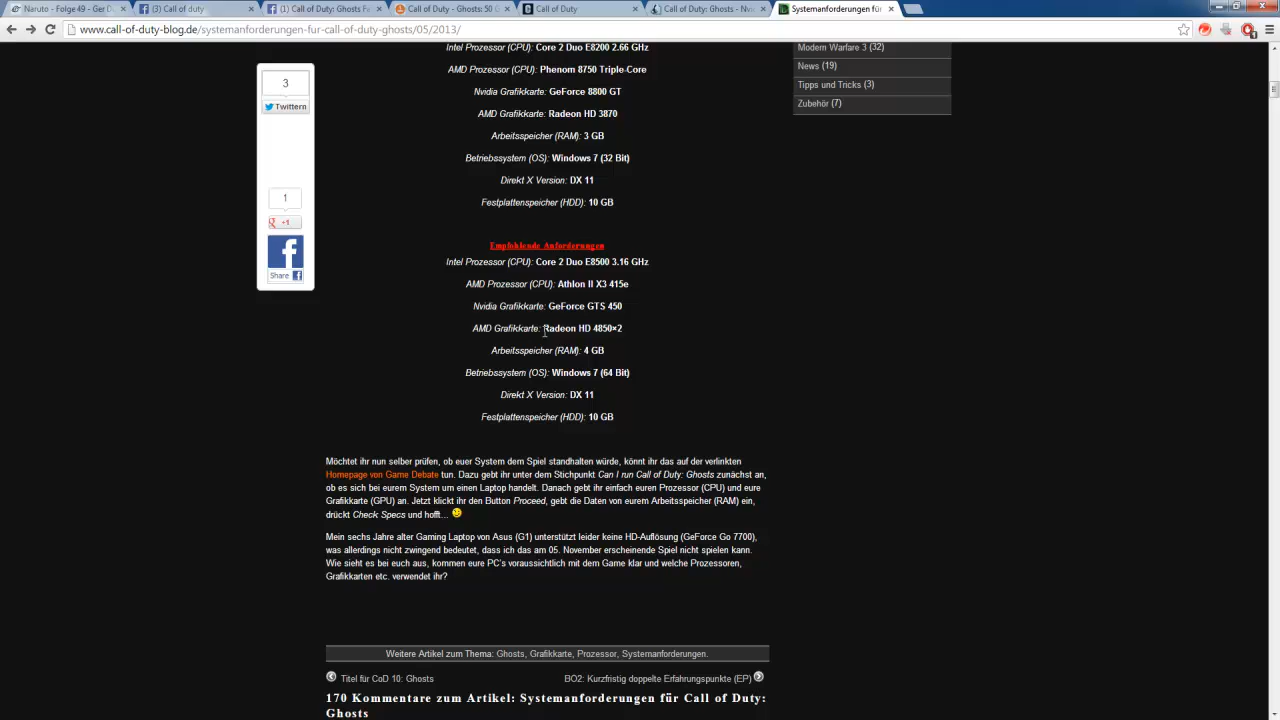 Naruto - Folge 49 - Ger D
(3) Call of duty
(1) Call of Duty: Ghosts Fa
Call of Duty - Ghosts: 50 G
Call of Duty
Call of Duty: Ghosts - Nvi
Systemanforderungen für
www.call-of-duty-blog.de/systemanforderungen-fur-call-of-duty-ghosts/05/2013/
Intel Prozessor (CPU): Core 2 Duo E8200 2.66 GHz
AMD Prozessor (CPU): Phenom 8750 Triple-Core
Nvidia Grafikkarte: GeForce 8800 GT
AMD Grafikkarte: Radeon HD 3870
Arbeitsspeicher (RAM): 3 GB
Betriebssystem (OS): Windows 7 (32 Bit)
Direkt X Version: DX 11
Festplattenspeicher (HDD): 10 GB
Empfohlende Anforderungen
Intel Prozessor (CPU): Core 2 Duo E8500 3.16 GHz
AMD Prozessor (CPU): Athlon II X3 415e
Nvidia Grafikkarte: GeForce GTS 450
AMD Grafikkarte: Radeon HD 4850×2
Arbeitsspeicher (RAM): 4 GB
Betriebssystem (OS): Windows 7 (64 Bit)
Direkt X Version: DX 11
Festplattenspeicher (HDD): 10 GB
Möchtet ihr nun selber prüfen, ob euer System dem Spiel standhalten würde, könnt ihr das auf der verlinkten
Homepage von Game Debate tun. Dazu gebt ihr unter dem Stichpunkt Can I run Call of Duty: Ghosts zunächst an,
ob es sich bei eurem System um einen Laptop handelt. Danach gebt ihr einfach euren Prozessor (CPU) und eure
Grafikkarte (GPU) an. Jetzt klickt ihr den Button Proceed, gebt die Daten von eurem Arbeitsspeicher (RAM) ein,
drückt Check Specs und hofft…
Mein sechs Jahre alter Gaming Laptop von Asus (G1) unterstützt leider keine HD-Auflösung (GeForce Go 7700),
was allerdings nicht zwingend bedeutet, dass ich das am 05. November erscheinende Spiel nicht spielen kann.
Wie sieht es bei euch aus, kommen eure PC's voraussichtlich mit dem Game klar und welche Prozessoren,
Grafikkarten etc. verwendet ihr?
Weitere Artikel zum Thema: Ghosts, Grafikkarte, Prozessor, Systemanforderungen.
Titel für CoD 10: Ghosts
BO2: Kurzfristig doppelte Erfahrungspunkte (EP)
170 Kommentare zum Artikel: Systemanforderungen für Call of Duty:
Ghosts
3
Twittern
1
+1
Share
Modern Warfare 3 (32)
News (19)
Tipps und Tricks (3)
Zubehör (7)